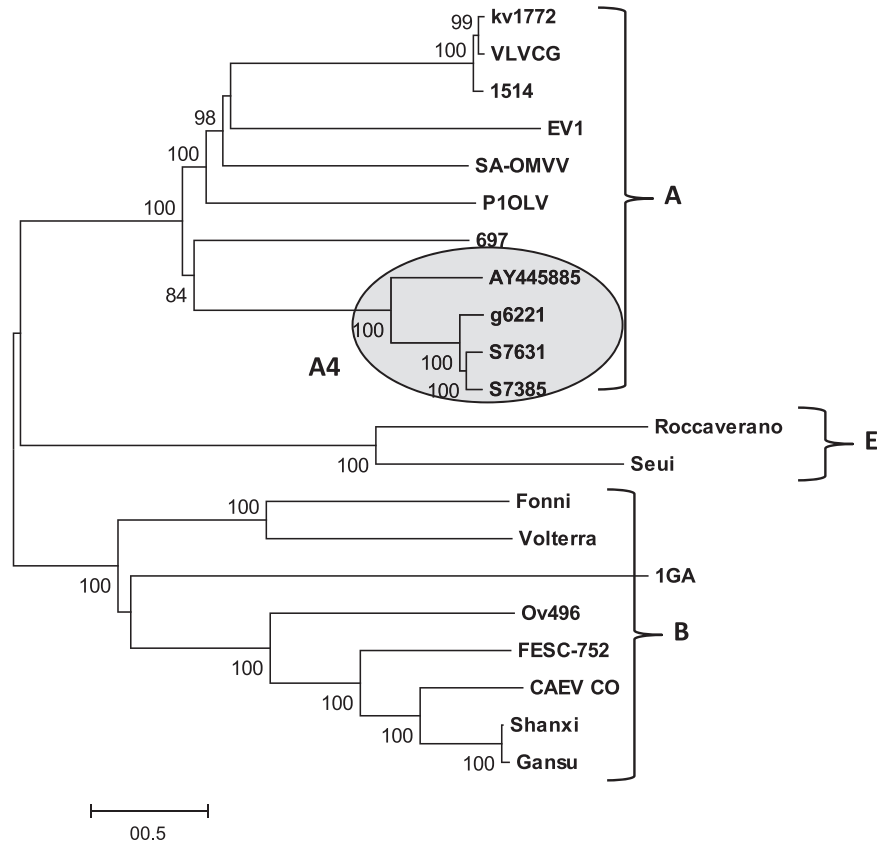 99
kv1772
100
VLVCG
1514
98
EV1
100
SA-OMVV
P1OLV
A
100
697
84
AY445885
g6221
100
A4
S7631
100
S7385
100
Roccaverano
E
100
Seui
100
Fonni
Volterra
100
1GA
Ov496
B
100
FESC-752
100
CAEV CO
100
Shanxi
100
Gansu
00.5